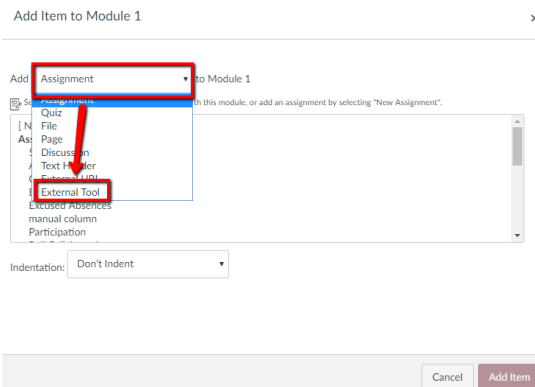 Add Item to Module 1
Add Assignment to Module 1
th this module, or add an assignment by selecting "New Assignment".
Assignment
Quiz
File
Page
Discussion
Text Header
External URL
External Tool
Excused Absences
manual column
Participation
Indentation: Don't Indent
Cancel Add Item